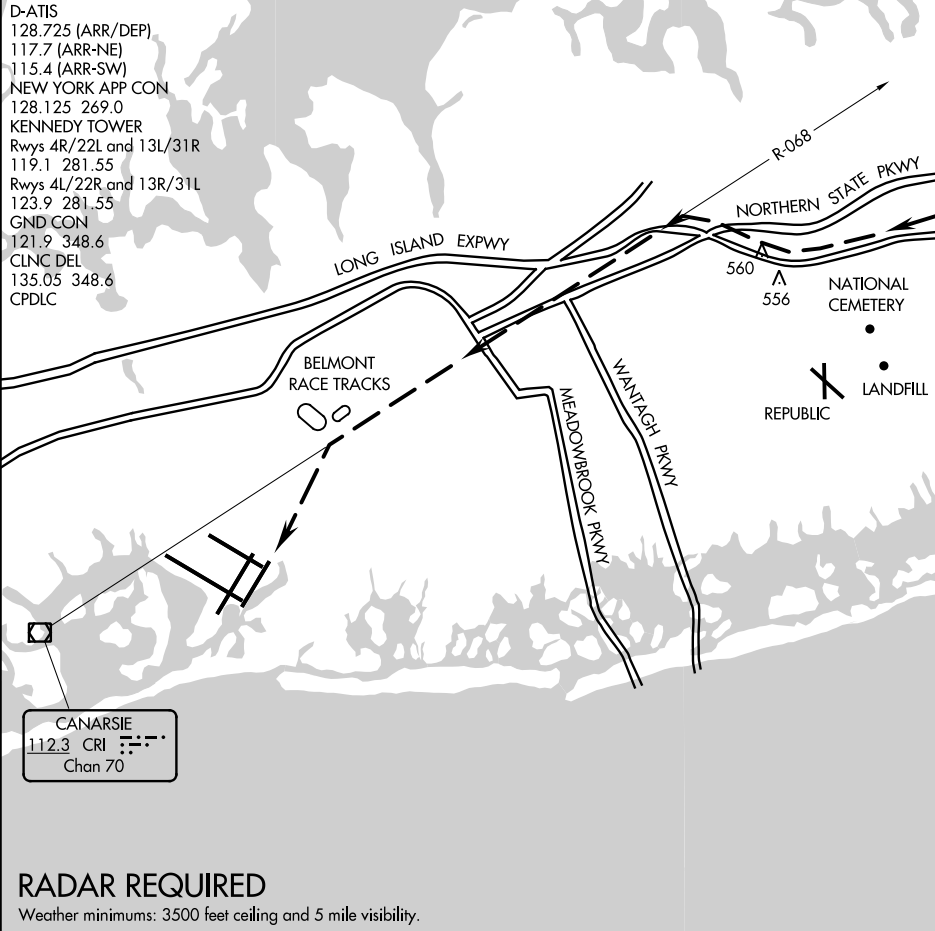 D-ATIS
128.725 (ARR/DEP)
117.7 (ARR-NE)
115.4 (ARR-SW)
NEW YORK APP CON
128.125 269.0
KENNEDY TOWER
Rwys 4R/22L and 13L/31R
119.1 281.55
Rwys 4L/22R and 13R/31L
123.9 281.55
GND CON
121.9 348.6
CLNC DEL
135.05 348.6
CPDLC
R-068
NORTHERN STATE PKWY
LONG ISLAND EXPWY
560
556
NATIONAL
CEMETERY
LANDFILL
REPUBLIC
BELMONT
RACE TRACKS
WANTAGH PKWY
MEADOWBROOK PKWY
CANARSIE
112.3 CRI
Chan 70
RADAR REQUIRED
Weather minimums: 3500 feet ceiling and 5 mile visibility.